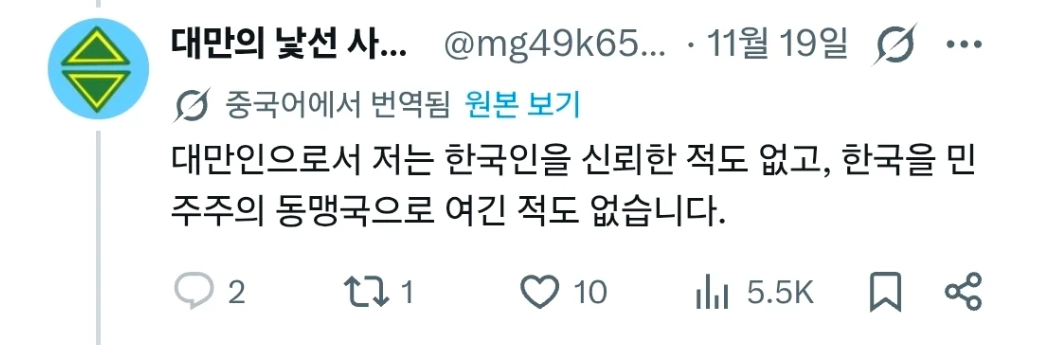 대만의 낯선 사... @mg49k65... · 11월 19일
중국어에서 번역됨 원본 보기
대만인으로서 저는 한국인을 신뢰한 적도 없고, 한국을 민
주주의 동맹국으로 여긴 적도 없습니다.
2 1 10 5.5K